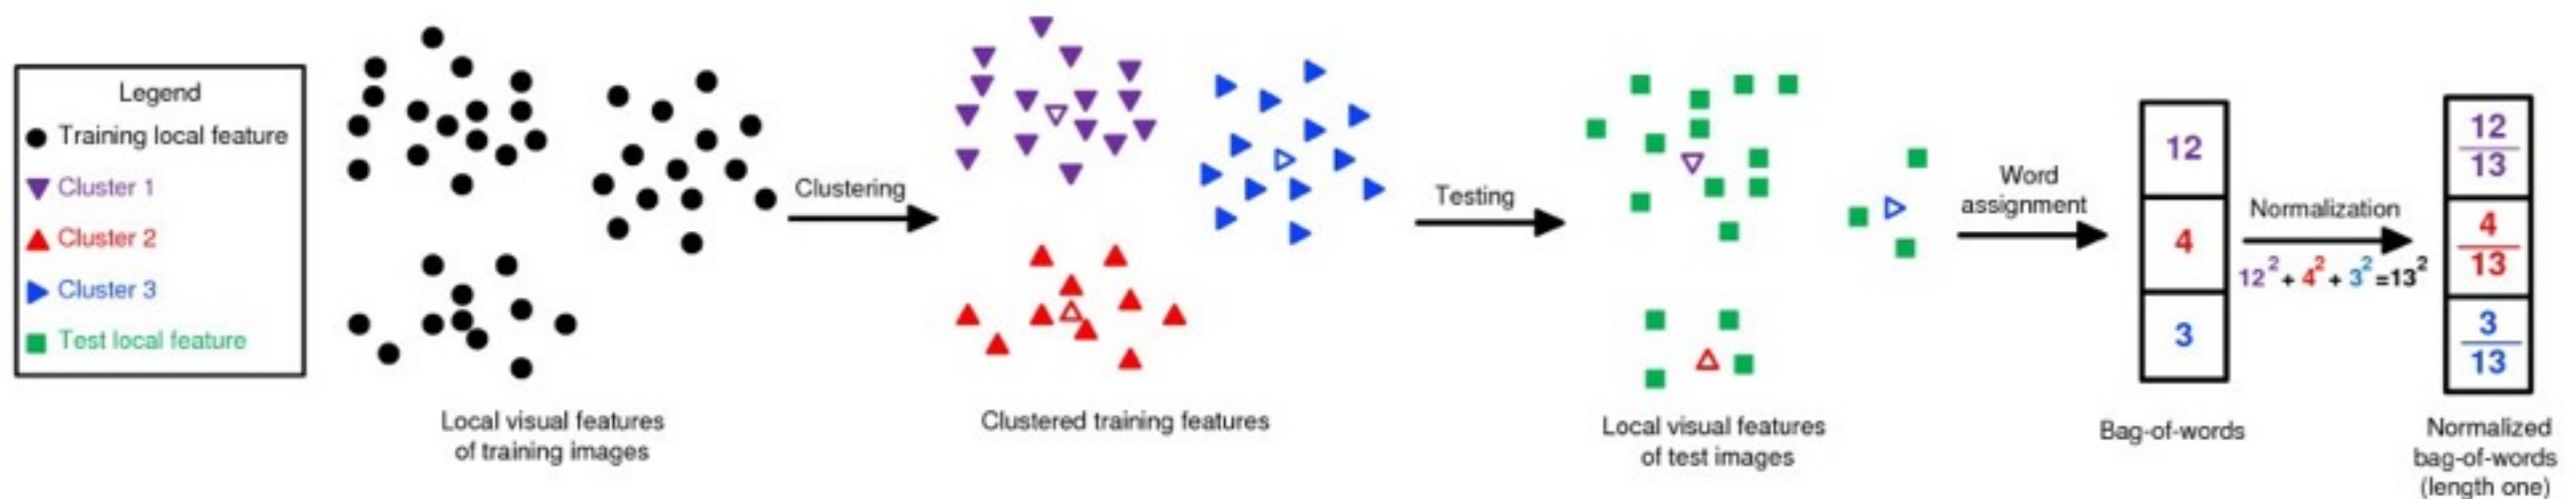 Legend
Training local feature
Cluster 1
Cluster 2
Cluster 3
Test local feature
Local visual features
of training images
Clustering
Clustered training features
Testing
Local visual features
of test images
Word
assignment
12
4
3
Bag-of-words
Normalization
12² + 4² + 3² =13²
12
13
4
13
3
13
Normalized
bag-of-words
(length one)